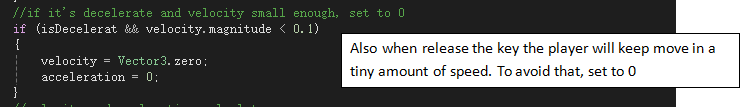 //if it's decelerate and velocity small enough, set to 0
if (isDecelerat && velocity.magnitude < 0.1)
{
velocity = Vector3.zero;
acceleration = 0;
}
Also when release the key the player will keep move in a
tiny amount of speed. To avoid that, set to 0